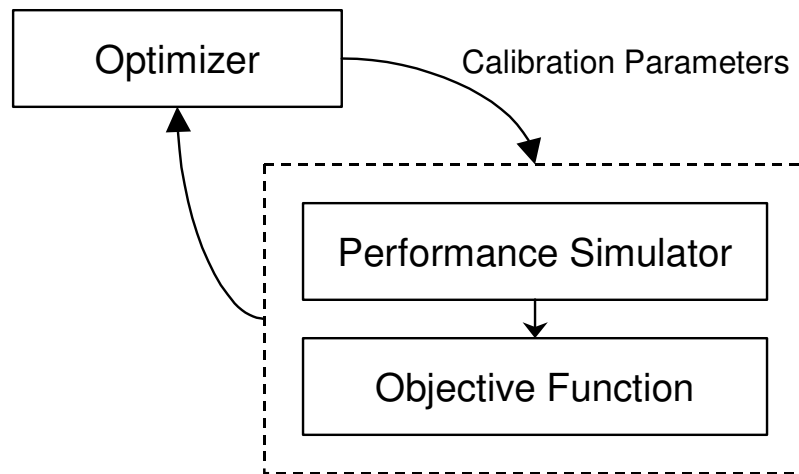 Optimizer
Calibration Parameters
Performance Simulator
Objective Function